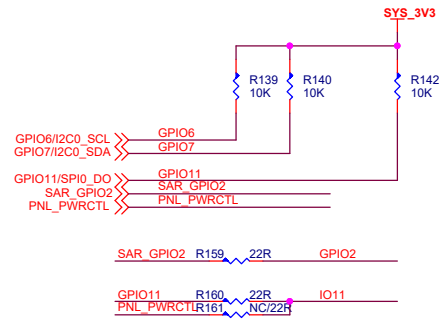 SYS_3V3
R139 R140 R142
10K 10K 10K
GPIO6/I2C0_SCL GPIO6
GPIO7/I2C0_SDA GPIO7
GPIO11/SPI0_DO GPIO11
SAR_GPIO2 SAR_GPIO2
PNL_PWRCTL PNL_PWRCTL
SAR_GPIO2 R159 22R GPIO2
GPIO11 R160 22R IO11
PNL_PWRCTL R161 NC/22R